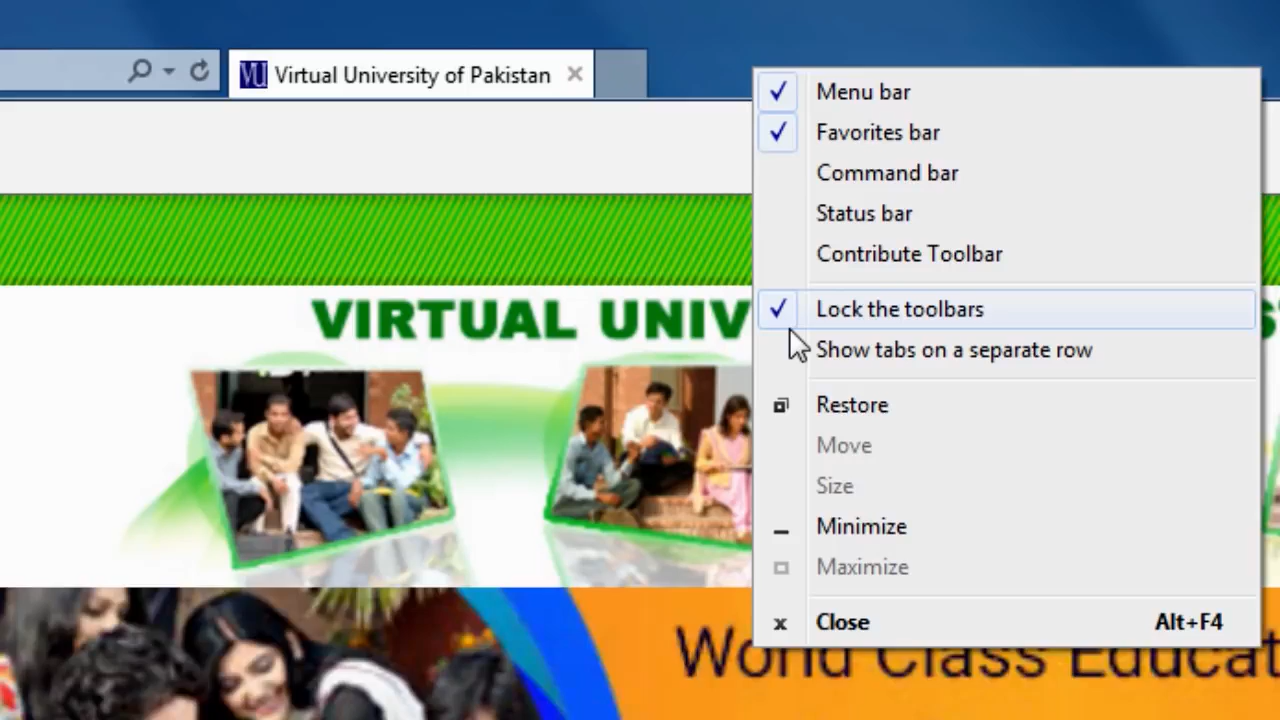 VU Virtual University of Pakistan
Menu bar
Favorites bar
Command bar
Status bar
Contribute Toolbar
Lock the toolbars
Show tabs on a separate row
Restore
Move
Size
Minimize
Maximize
Close Alt+F4
VIRTUAL UNIV
World Class Educat